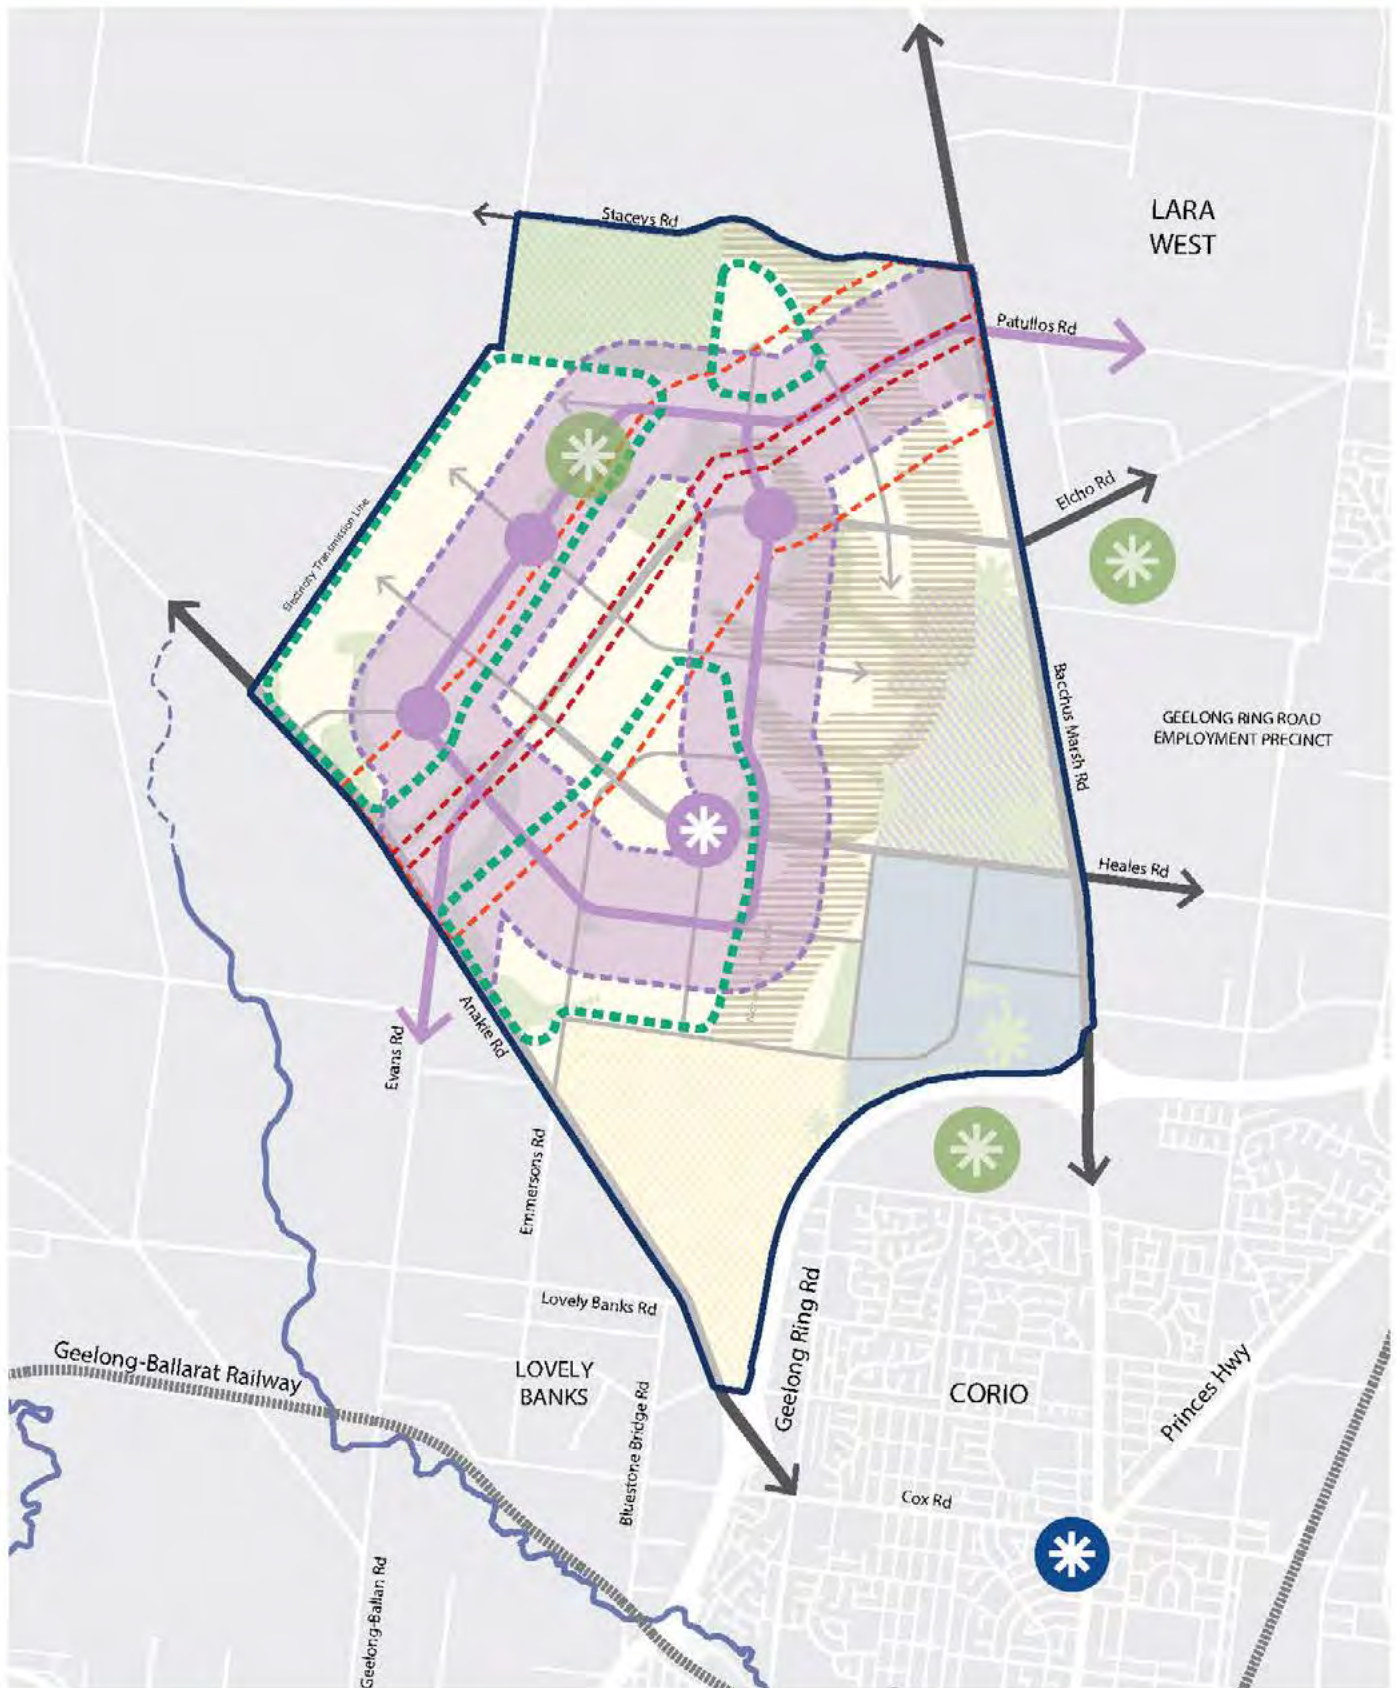 Staceys Rd
LARA
WEST
Patullos Rd
Elcho Rd
Electricity Transmission Line
Bacchus Marsh Rd
GEELONG RING ROAD
EMPLOYMENT PRECINCT
Heales Rd
Anakie Rd
Evans Rd
Emmersons Rd
Lovely Banks Rd
Geelong Ring Rd
Geelong-Ballarat Railway
LOVELY
BANKS
Bluestone Bridge Rd
CORIO
Princes Hwy
Cox Rd
Geelong-Ballan Rd